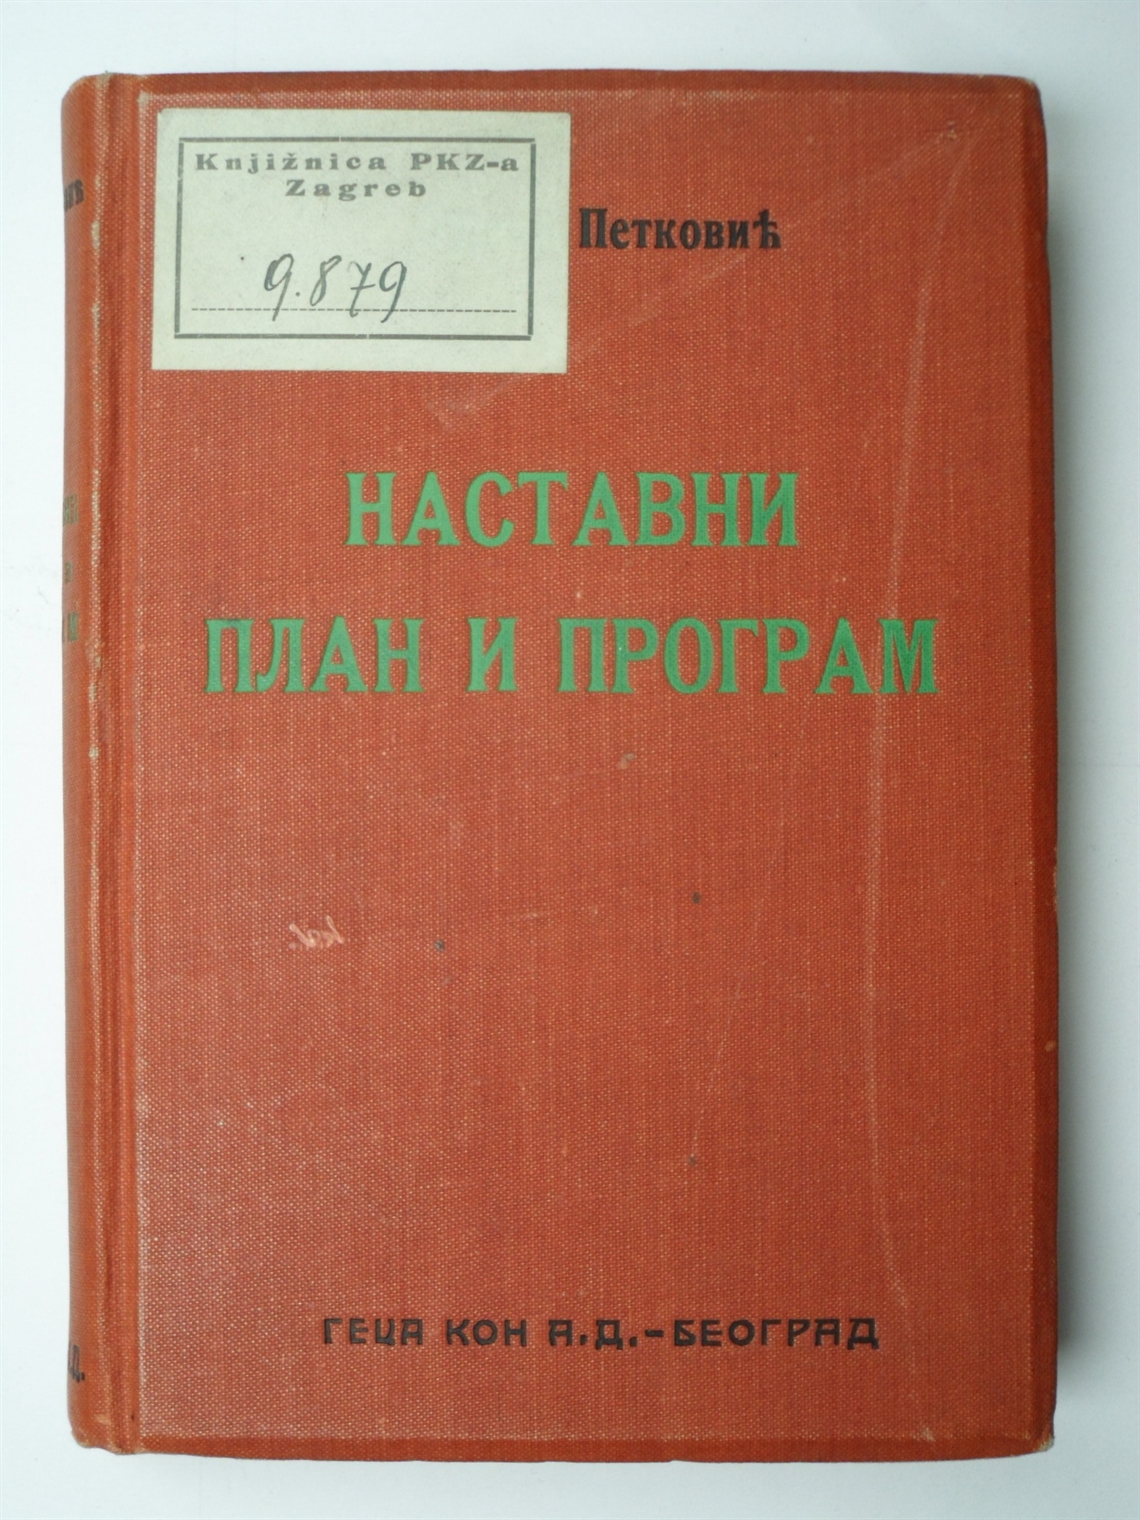 Knjižnica PKZ-a
Zagreb
9.879
Петковић
НАСТАВНИ
ПЛАН И ПРОГРАМ
ГЕЦА КОН А.Д.-БЕОГРАД